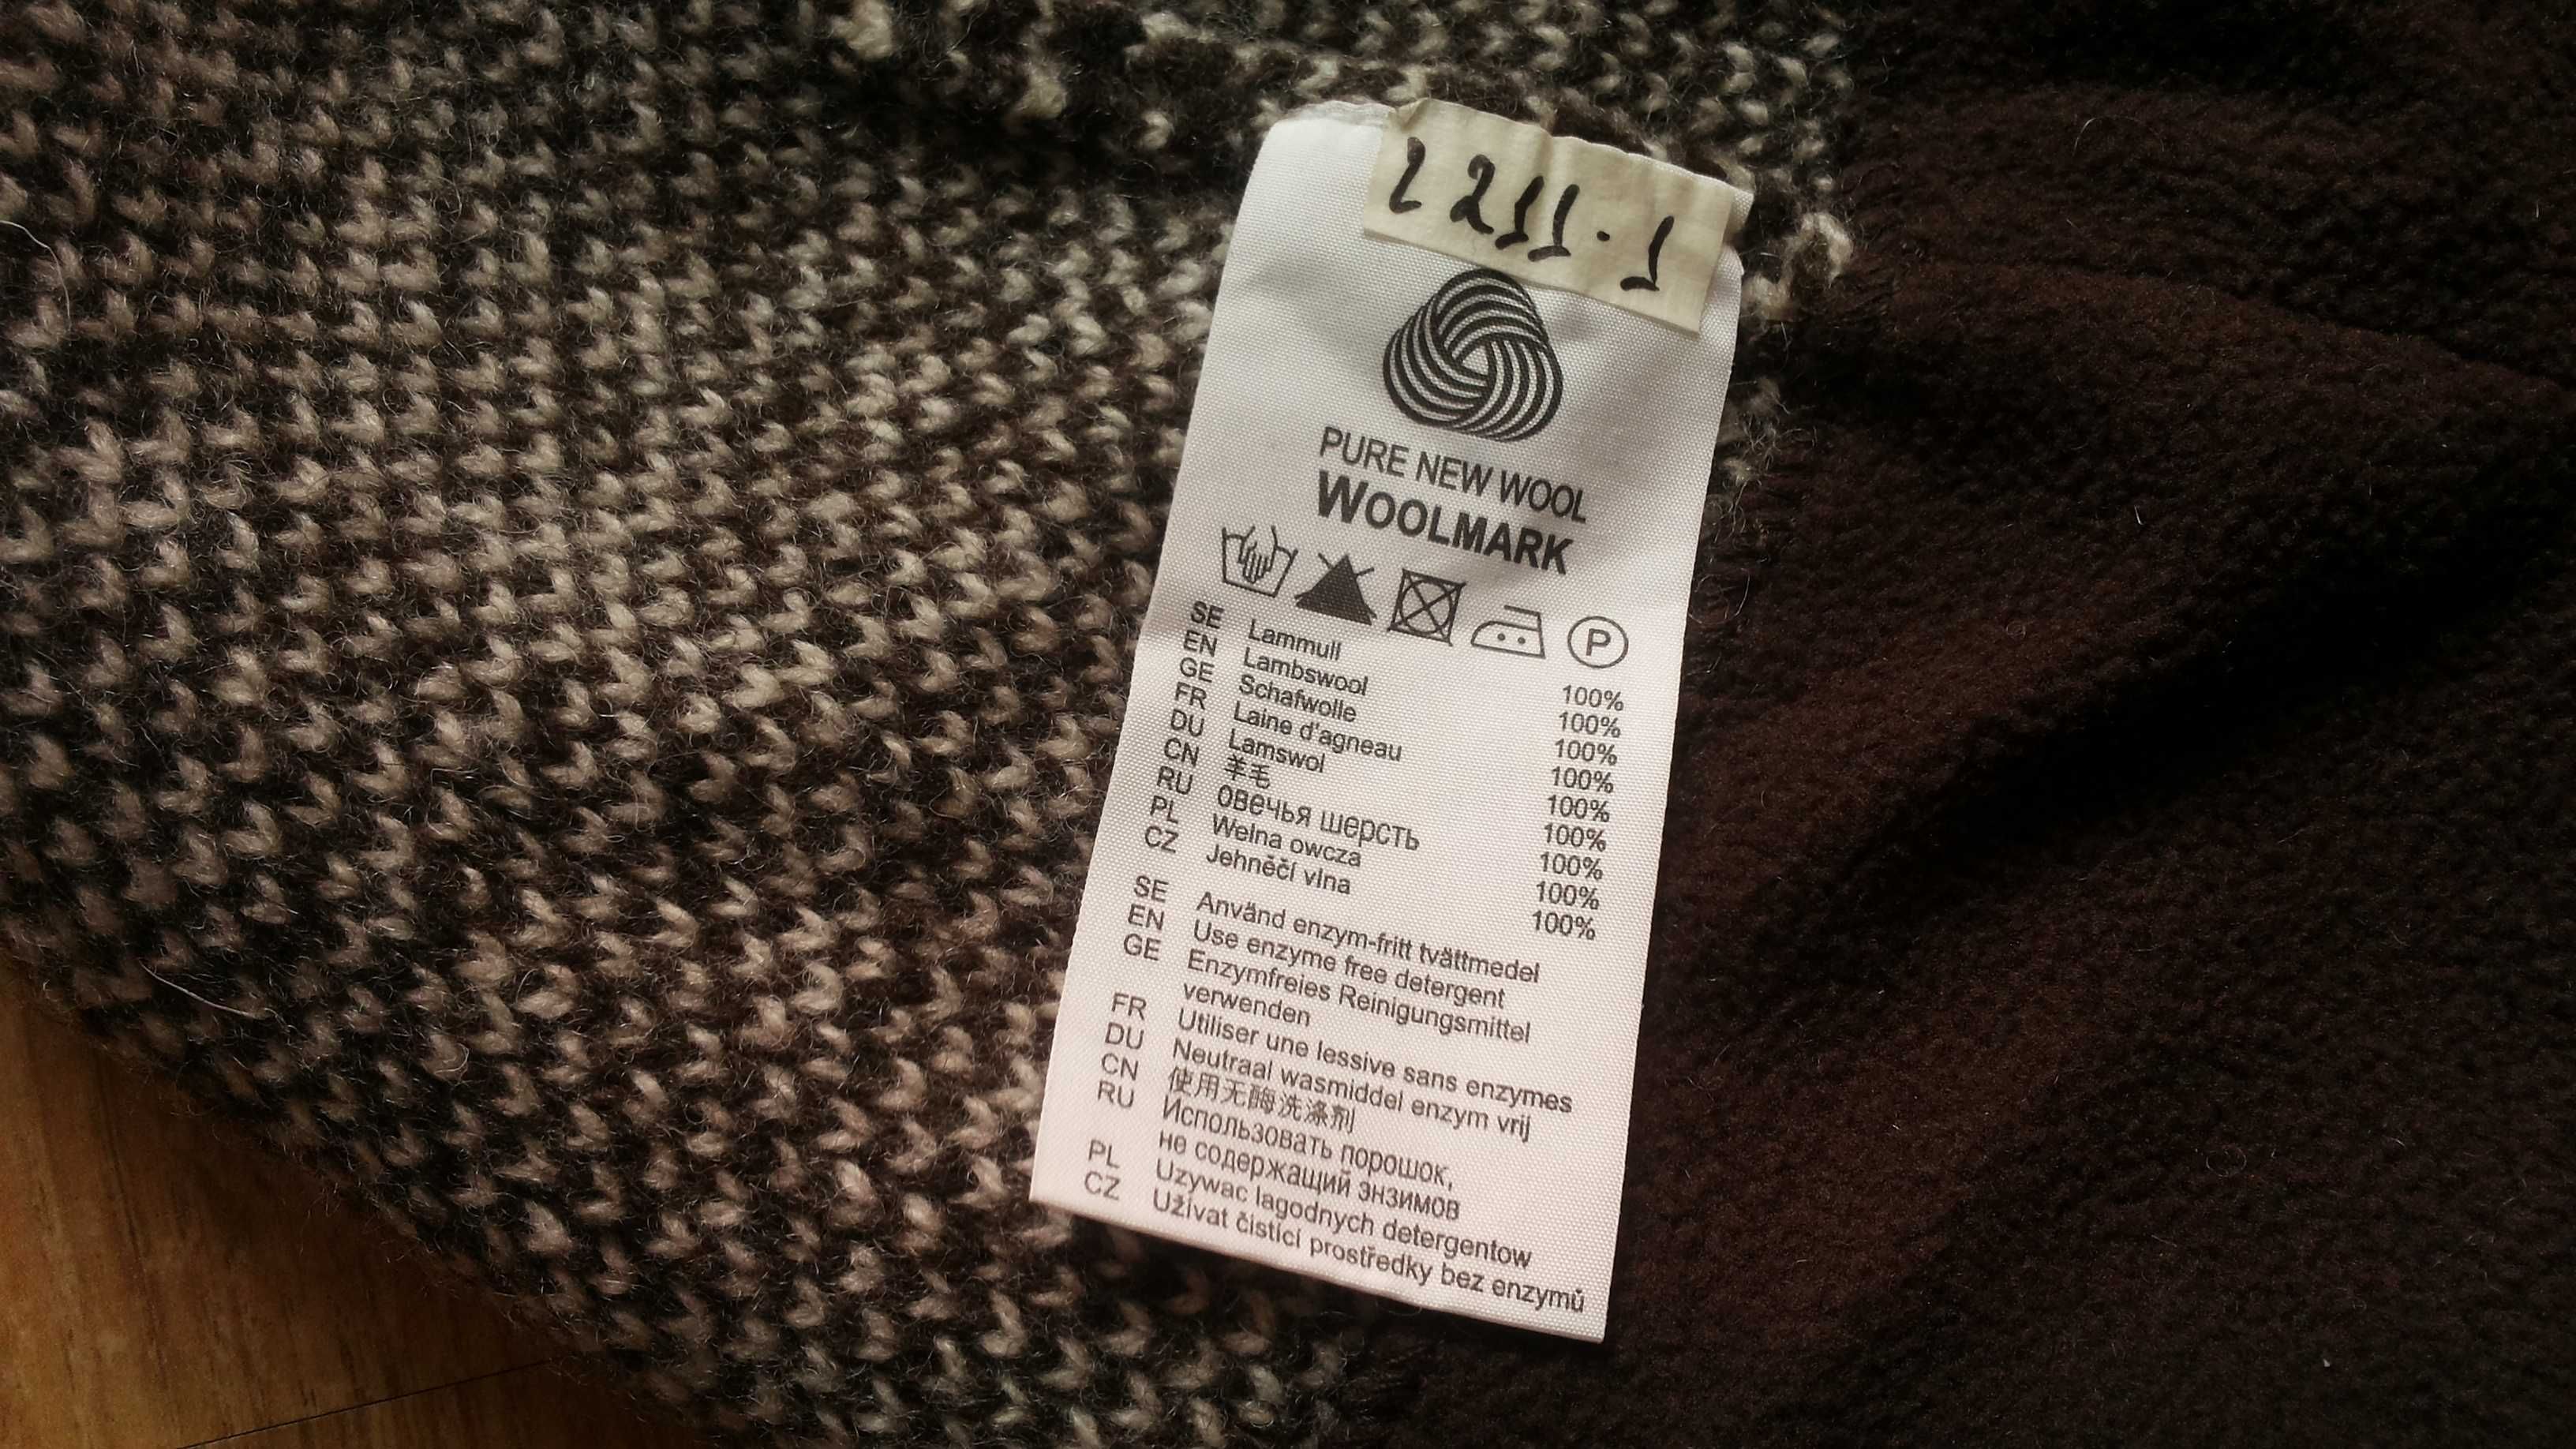 2 211·1
PURE NEW WOOL
WOOLMARK
P
SE Lammull 100%
EN Lambswool 100%
GE Schafwolle 100%
FR Laine d'agneau 100%
DU Lamswol 100%
CN 羊毛 100%
RU овечья шерсть 100%
PL Welna owcza 100%
CZ Jehněčí vlna 100%
SE Använd enzym-fritt tvättmedel
EN Use enzyme free detergent
GE Enzymfreies Reinigungsmittel
verwenden
FR Utiliser une lessive sans enzymes
DU Neutraal wasmiddel enzym vrij
CN 使用无酶洗涤剂
RU Использовать порошок,
не содержащий энзимов
PL Uzywac lagodnych detergentow
CZ Užívat čistící prostředky bez enzymů